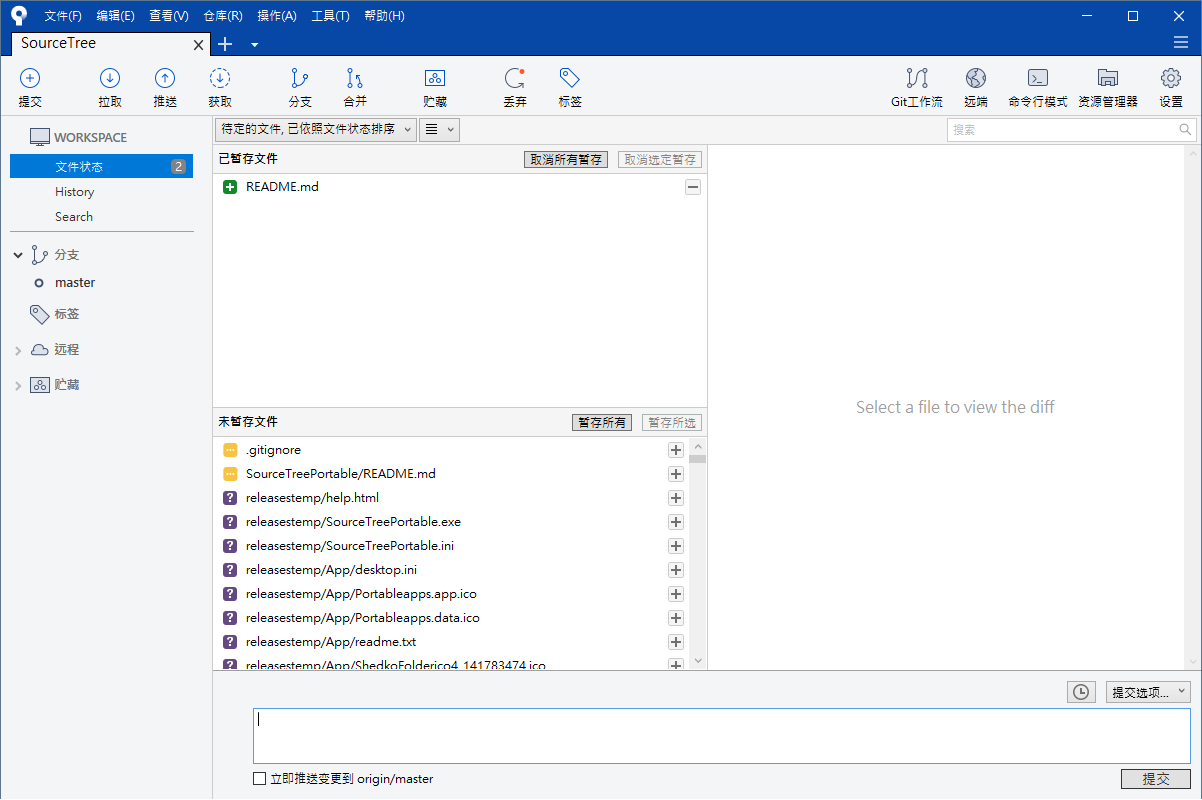 文件(F) 编辑(E) 查看(V) 仓库(R) 操作(A) 工具(T) 帮助(H)
SourceTree
提交 拉取 推送 获取 分支 合并 贮藏 丢弃 标签 Git工作流 远端 命令行模式 资源管理器 设置
WORKSPACE
文件状态 2
History
Search
分支
master
标签
远程
贮藏
待定的文件, 已依照文件状态排序
搜索
已暂存文件 取消所有暂存 取消选定暂存
README.md
未暂存文件 暂存所有 暂存所选
.gitignore
SourceTreePortable/README.md
releasestemp/help.html
releasestemp/SourceTreePortable.exe
releasestemp/SourceTreePortable.ini
releasestemp/App/desktop.ini
releasestemp/App/Portableapps.app.ico
releasestemp/App/Portableapps.data.ico
releasestemp/App/readme.txt
releasestemp/App/ShedkoFolderico4_141783474.ico
Select a file to view the diff
提交选项...
立即推送变更到 origin/master
提交